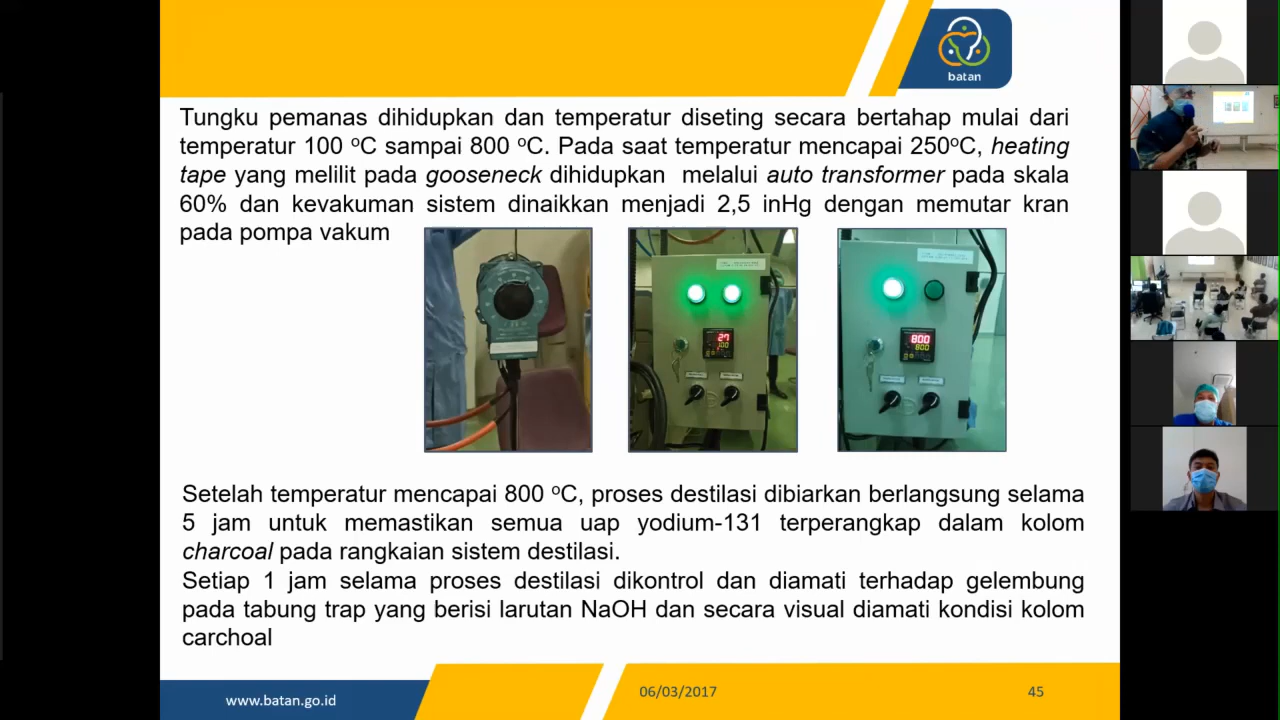 batan
Tungku pemanas dihidupkan dan temperatur diseting secara bertahap mulai dari
temperatur 100 ºC sampai 800 ºC. Pada saat temperatur mencapai 250ºC, heating
tape yang melilit pada gooseneck dihidupkan melalui auto transformer pada skala
60% dan kevakuman sistem dinaikkan menjadi 2,5 inHg dengan memutar kran
pada pompa vakum
27
100
800
800
Setelah temperatur mencapai 800 ºC, proses destilasi dibiarkan berlangsung selama
5 jam untuk memastikan semua uap yodium-131 terperangkap dalam kolom
charcoal pada rangkaian sistem destilasi.
Setiap 1 jam selama proses destilasi dikontrol dan diamati terhadap gelembung
pada tabung trap yang berisi larutan NaOH dan secara visual diamati kondisi kolom
carchoal
www.batan.go.id
06/03/2017
45